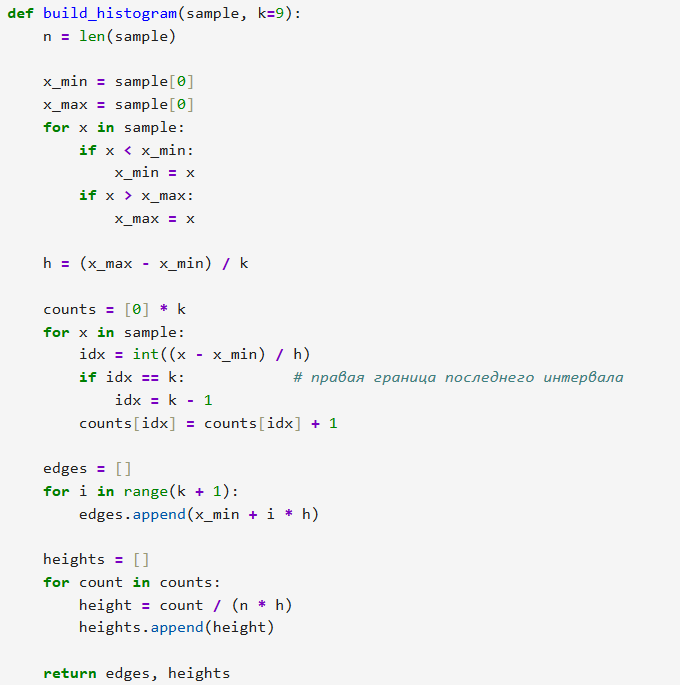 def build_histogram(sample, k=9):
    n = len(sample)

    x_min = sample[0]
    x_max = sample[0]
    for x in sample:
        if x < x_min:
            x_min = x
        if x > x_max:
            x_max = x

    h = (x_max - x_min) / k

    counts = [0] * k
    for x in sample:
        idx = int((x - x_min) / h)
        if idx == k:            # правая граница последнего интервала
            idx = k - 1
        counts[idx] = counts[idx] + 1

    edges = []
    for i in range(k + 1):
        edges.append(x_min + i * h)

    heights = []
    for count in counts:
        height = count / (n * h)
        heights.append(height)

    return edges, heights